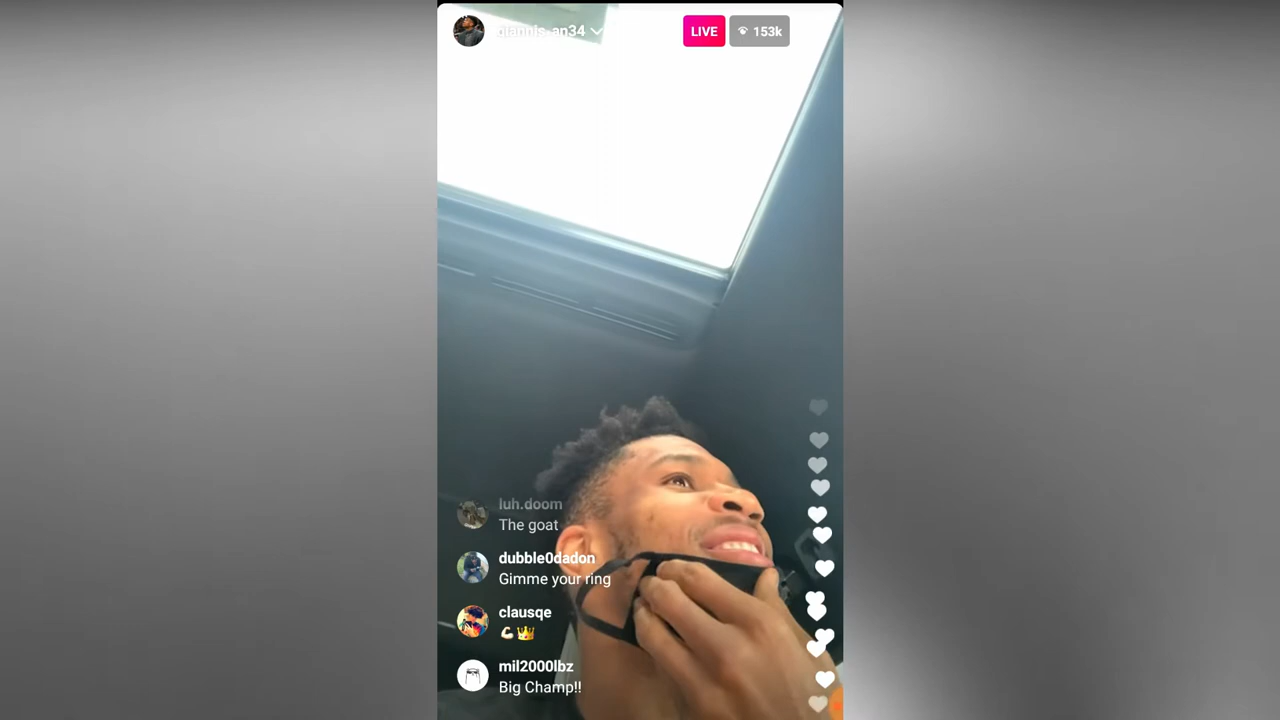 giannis_an34
LIVE
153k
luh.doom
The goat
dubble0dadon
Gimme your ring
clausqe
💪🏻👑
mil2000lbz
Big Champ!!